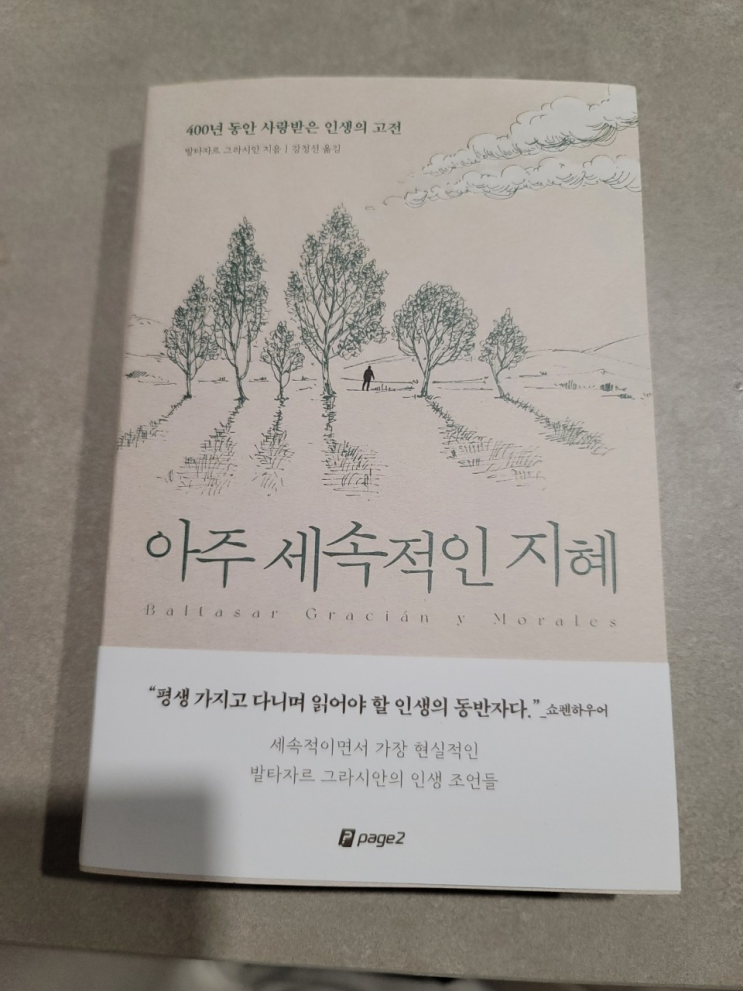 400년 동안 사랑받은 인생의 고전
발타자르 그라시안 지음 | 강정선 옮김
아주 세속적인 지혜
Baltasar Gracián y Morales
“평생 가지고 다니며 읽어야 할 인생의 동반자다.”_쇼펜하우어
세속적이면서 가장 현실적인
발타자르 그라시안의 인생 조언들
page2